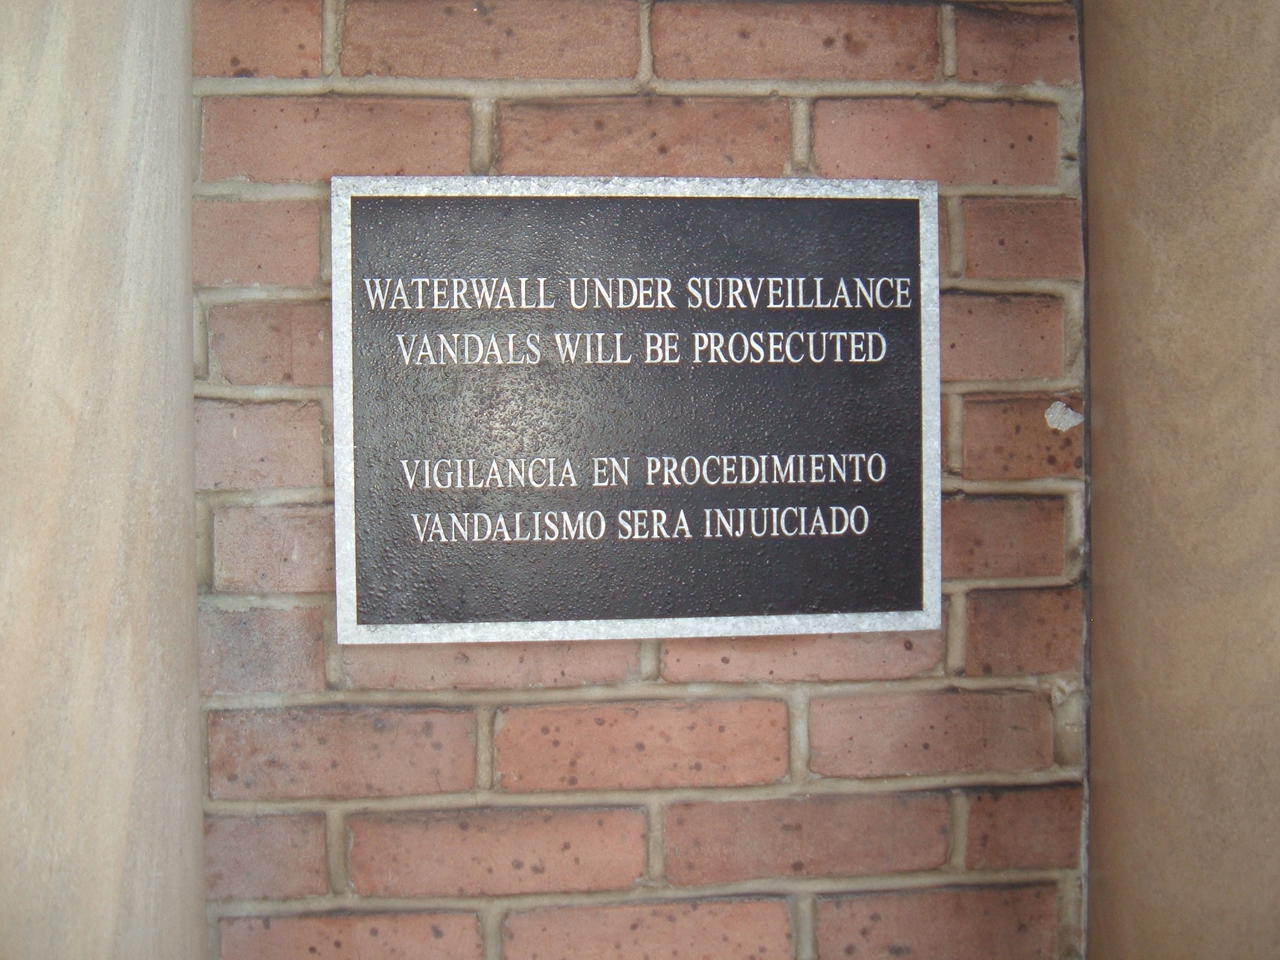 WATERWALL UNDER SURVEILLANCE
VANDALS WILL BE PROSECUTED
VIGILANCIA EN PROCEDIMIENTO
VANDALISMO SERA INJUICIADO